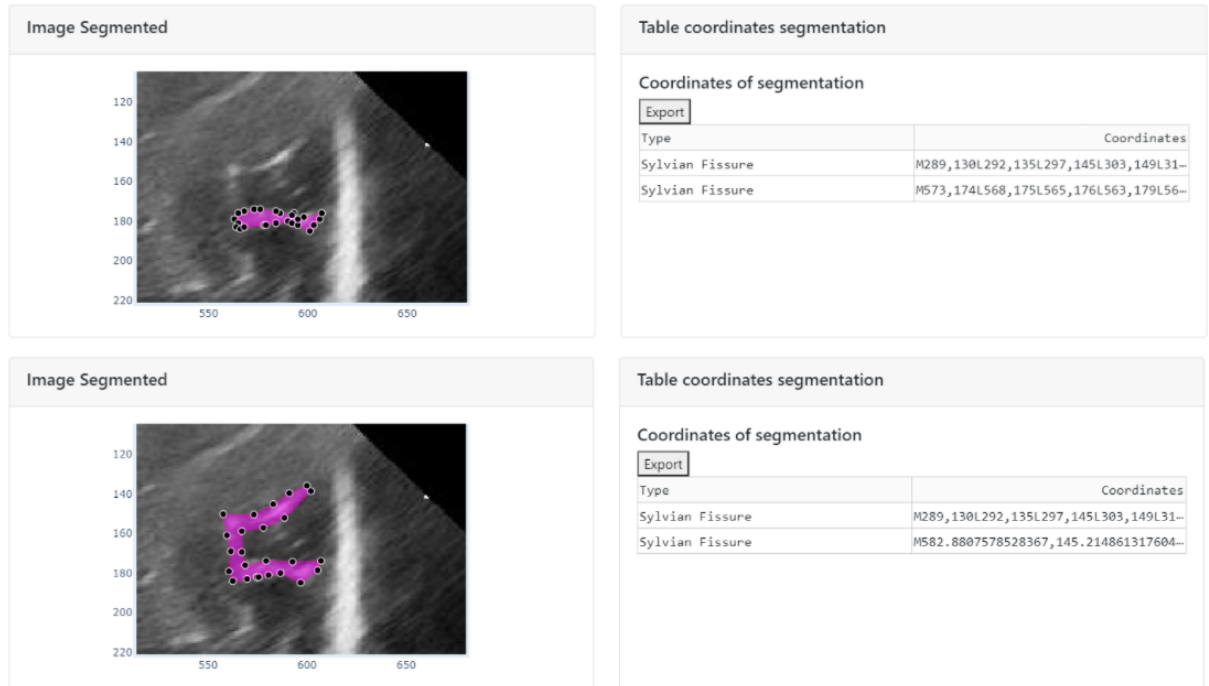 Image Segmented
120
140
160
180
200
220
550 600 650
Table coordinates segmentation
Coordinates of segmentation
Export
Type Coordinates
Sylvian Fissure M289,130L292,135L297,145L303,149L31…
Sylvian Fissure M573,174L568,175L565,176L563,179L56…
Image Segmented
120
140
160
180
200
220
550 600 650
Table coordinates segmentation
Coordinates of segmentation
Export
Type Coordinates
Sylvian Fissure M289,130L292,135L297,145L303,149L31…
Sylvian Fissure M582.8807578528367,145.214861317604…